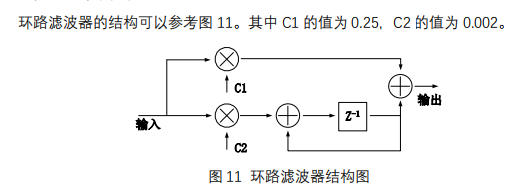 环路滤波器的结构可以参考图 11。其中 C1 的值为 0.25，C2 的值为 0.002。
C1
输出
Z-1
输入
C2
图 11 环路滤波器结构图